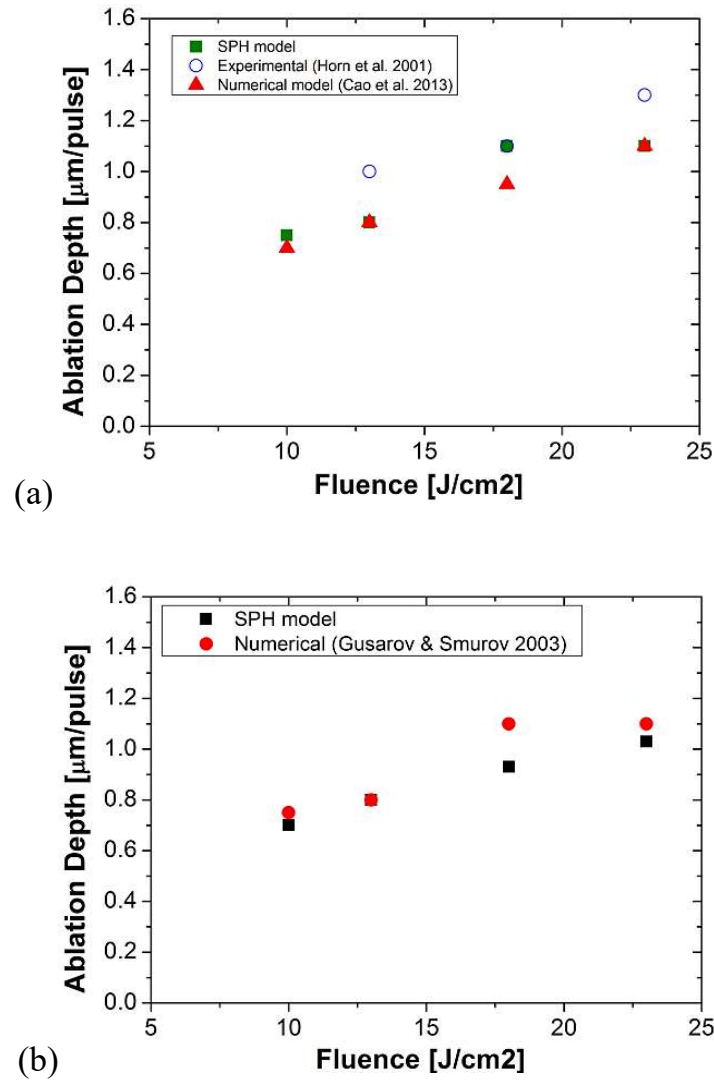 1.6
1.4
1.2
1.0
0.8
0.6
0.4
0.2
0.0
Ablation Depth [μm/pulse]
SPH model
Experimental (Horn et al. 2001)
Numerical model (Cao et al. 2013)
5 10 15 20 25
Fluence [J/cm2]
(a)
1.6
1.4
1.2
1.0
0.8
0.6
0.4
0.2
0.0
Ablation Depth [μm/pulse]
SPH model
Numerical (Gusarov & Smurov 2003)
5 10 15 20 25
Fluence [J/cm2]
(b)